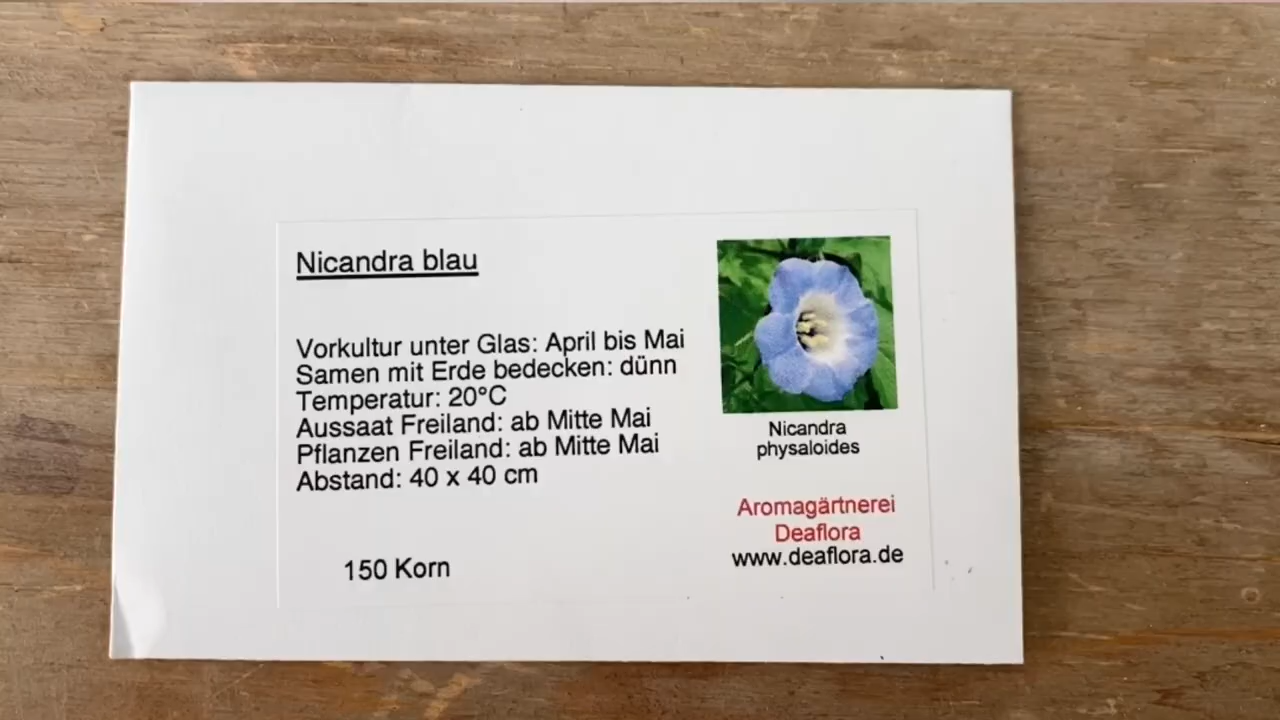 Nicandra blau
Vorkultur unter Glas: April bis Mai
Samen mit Erde bedecken: dünn
Temperatur: 20°C
Aussaat Freiland: ab Mitte Mai
Pflanzen Freiland: ab Mitte Mai
Abstand: 40 x 40 cm
150 Korn
Nicandra
physaloides
Aromagärtnerei
Deaflora
www.deaflora.de